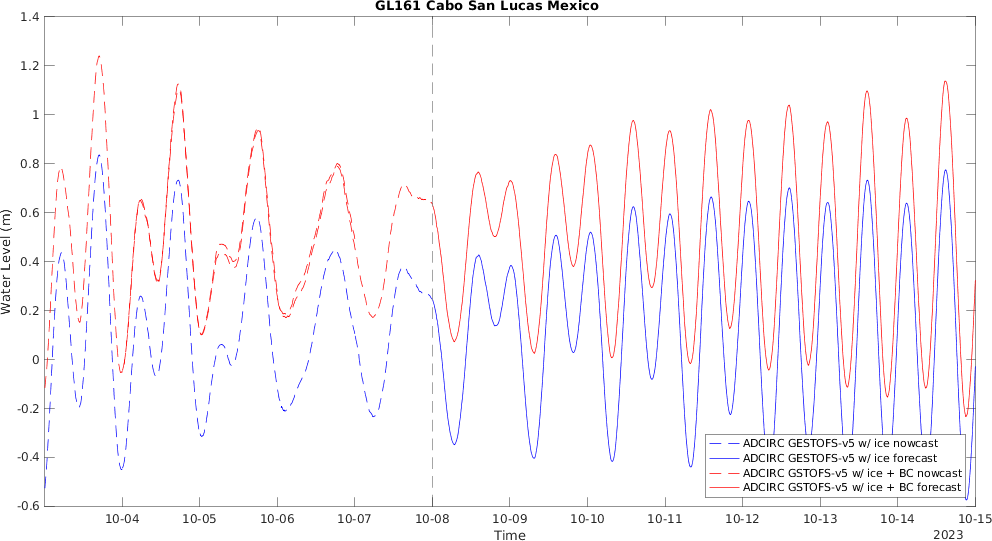 GL161 Cabo San Lucas Mexico
1.4
1.2
1
0.8
0.6
0.4
0.2
0
-0.2
-0.4
-0.6
Water Level (m)
ADCIRC GESTOFS-v5 w/ ice nowcast
ADCIRC GESTOFS-v5 w/ ice forecast
ADCIRC GSTOFS-v5 w/ ice + BC nowcast
ADCIRC GSTOFS-v5 w/ ice + BC forecast
10-04 10-05 10-06 10-07 10-08 10-09 10-10 10-11 10-12 10-13 10-14 10-15
Time
2023